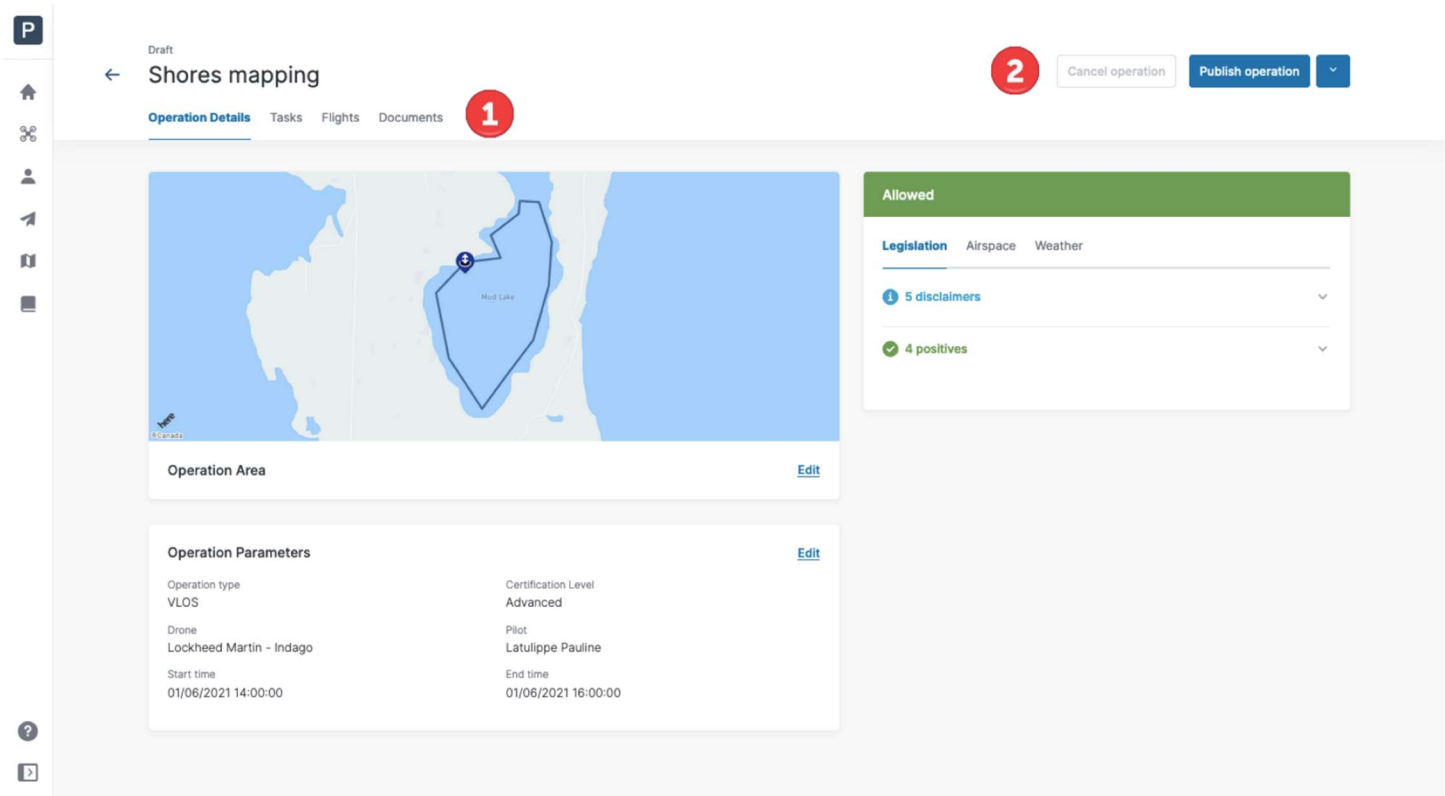 P
Draft
Shores mapping
2
Cancel operation
Publish operation
Operation Details
Tasks
Flights
Documents
1
Mud Lake
here
©Canada
Operation Area
Edit
Allowed
Legislation
Airspace
Weather
5 disclaimers
4 positives
Operation Parameters
Edit
Operation type
VLOS
Certification Level
Advanced
Drone
Lockheed Martin - Indago
Pilot
Latulippe Pauline
Start time
01/06/2021 14:00:00
End time
01/06/2021 16:00:00
?